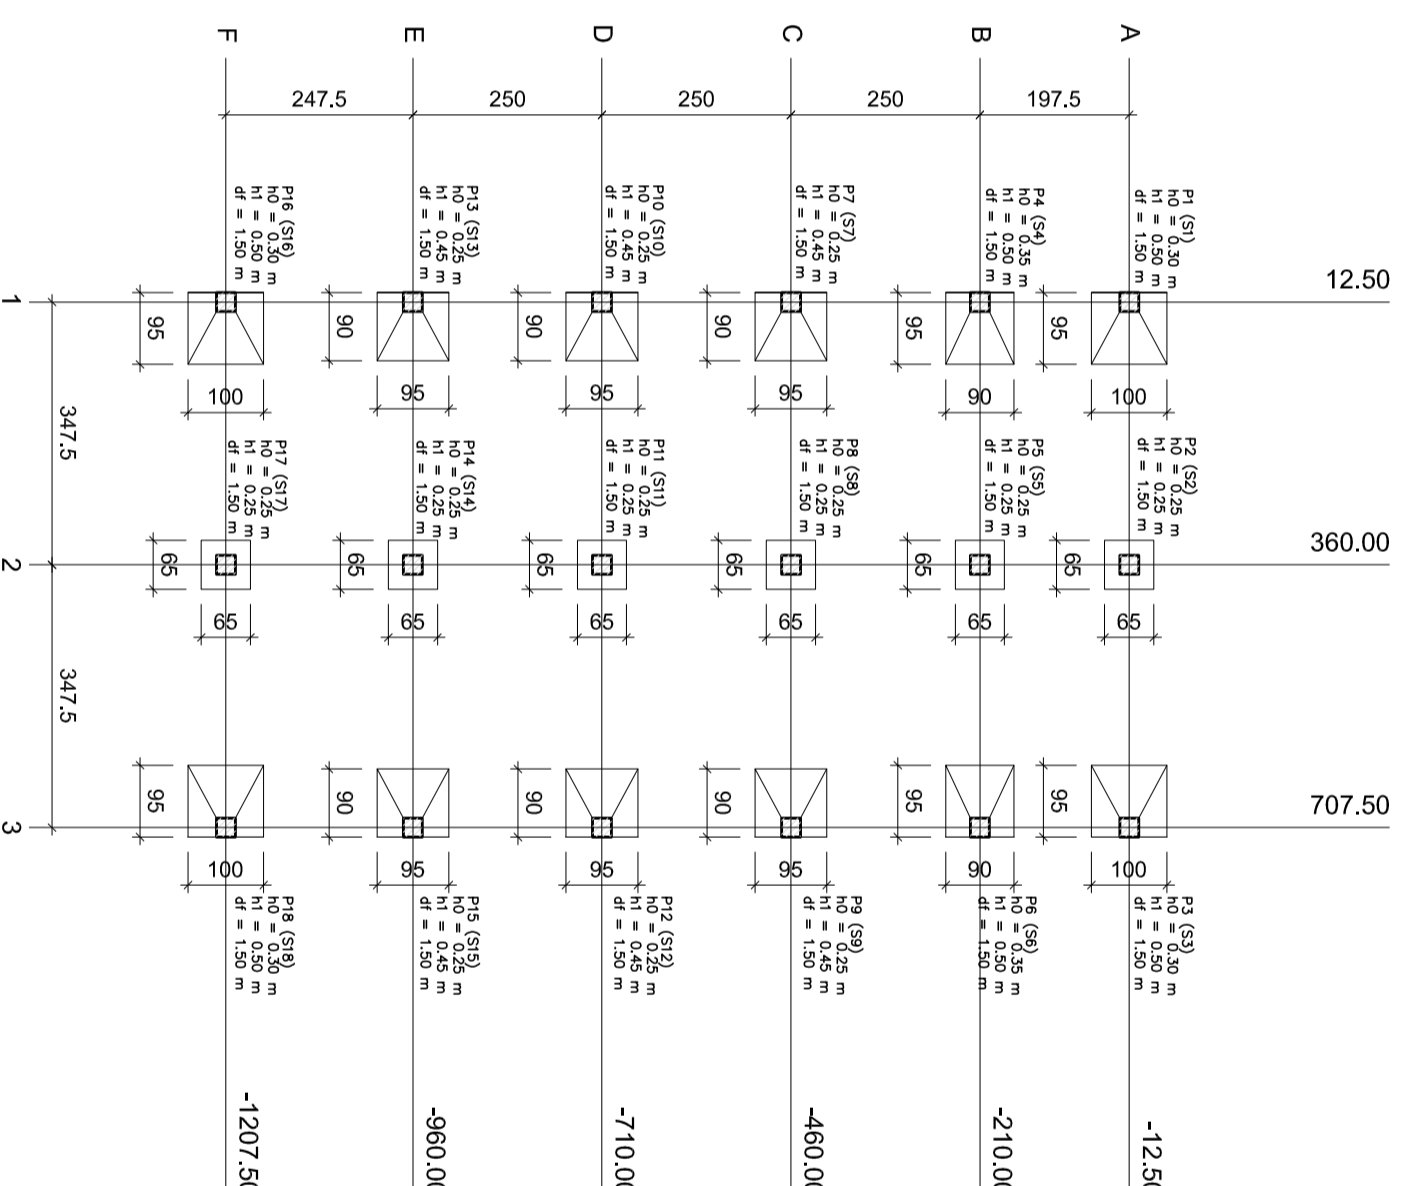 F
E
D
C
B
A
247.5
250
250
250
197.5
P16 (S16)
h0 = 0.30 m
h1 = 0.50 m
df = 1.50 m
P13 (S13)
h0 = 0.25 m
h1 = 0.45 m
df = 1.50 m
P10 (S10)
h0 = 0.25 m
h1 = 0.45 m
df = 1.50 m
P7 (S7)
h0 = 0.25 m
h1 = 0.45 m
df = 1.50 m
P4 (S4)
h0 = 0.35 m
h1 = 0.50 m
df = 1.50 m
P1 (S1)
h0 = 0.30 m
h1 = 0.50 m
df = 1.50 m
12.50
1
95
90
90
90
95
95
100
95
95
95
90
100
347.5
P17 (S17)
h0 = 0.25 m
h1 = 0.25 m
df = 1.50 m
P14 (S14)
h0 = 0.25 m
h1 = 0.25 m
df = 1.50 m
P11 (S11)
h0 = 0.25 m
h1 = 0.25 m
df = 1.50 m
P8 (S8)
h0 = 0.25 m
h1 = 0.25 m
df = 1.50 m
P5 (S5)
h0 = 0.25 m
h1 = 0.25 m
df = 1.50 m
P2 (S2)
h0 = 0.25 m
h1 = 0.25 m
df = 1.50 m
360.00
2
65
65
65
65
65
65
65
65
65
65
65
65
347.5
707.50
3
95
90
90
90
95
95
100
95
95
95
90
100
P18 (S18)
h0 = 0.30 m
h1 = 0.50 m
df = 1.50 m
P15 (S15)
h0 = 0.25 m
h1 = 0.45 m
df = 1.50 m
P12 (S12)
h0 = 0.25 m
h1 = 0.45 m
df = 1.50 m
P9 (S9)
h0 = 0.25 m
h1 = 0.45 m
df = 1.50 m
P6 (S6)
h0 = 0.35 m
h1 = 0.50 m
df = 1.50 m
P3 (S3)
h0 = 0.30 m
h1 = 0.50 m
df = 1.50 m
-1207.50
-960.00
-710.00
-460.00
-210.00
-12.50